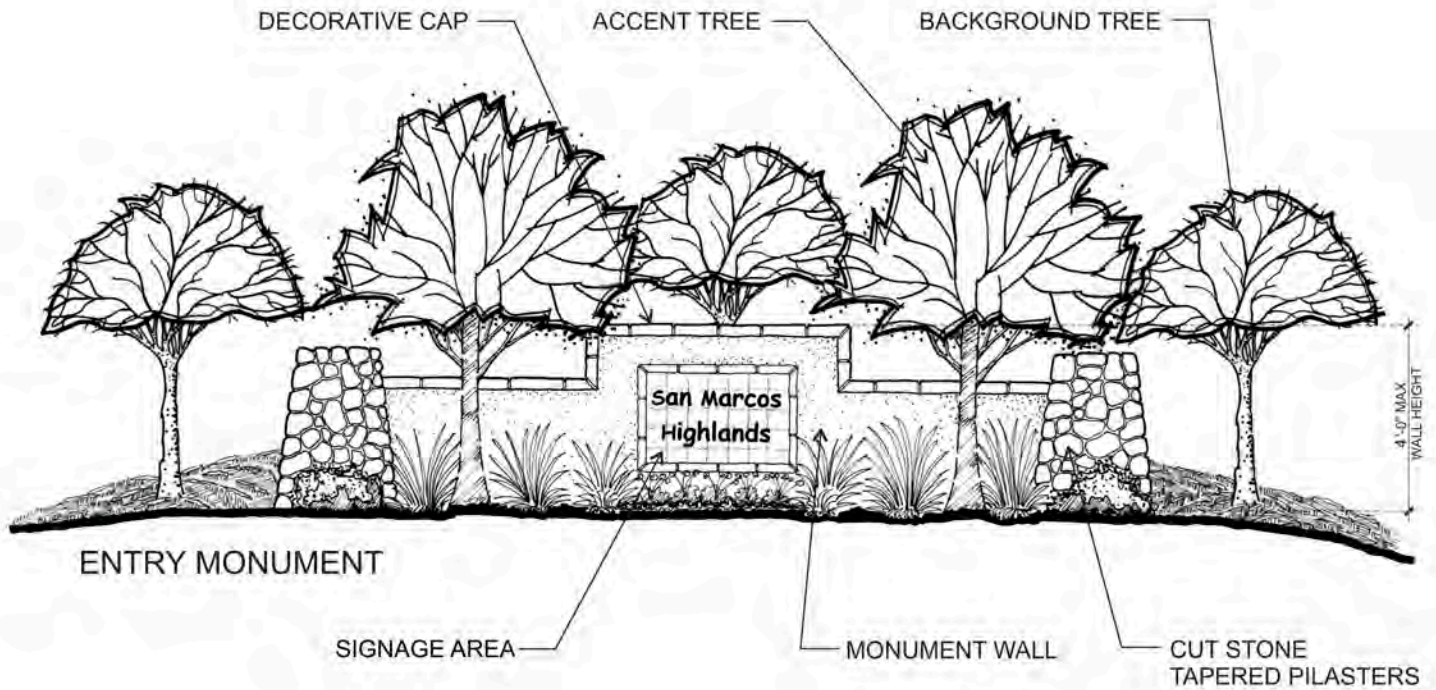 DECORATIVE CAP
ACCENT TREE
BACKGROUND TREE
San Marcos
Highlands
4'-0" MAX
WALL HEIGHT
ENTRY MONUMENT
SIGNAGE AREA
MONUMENT WALL
CUT STONE
TAPERED PILASTERS